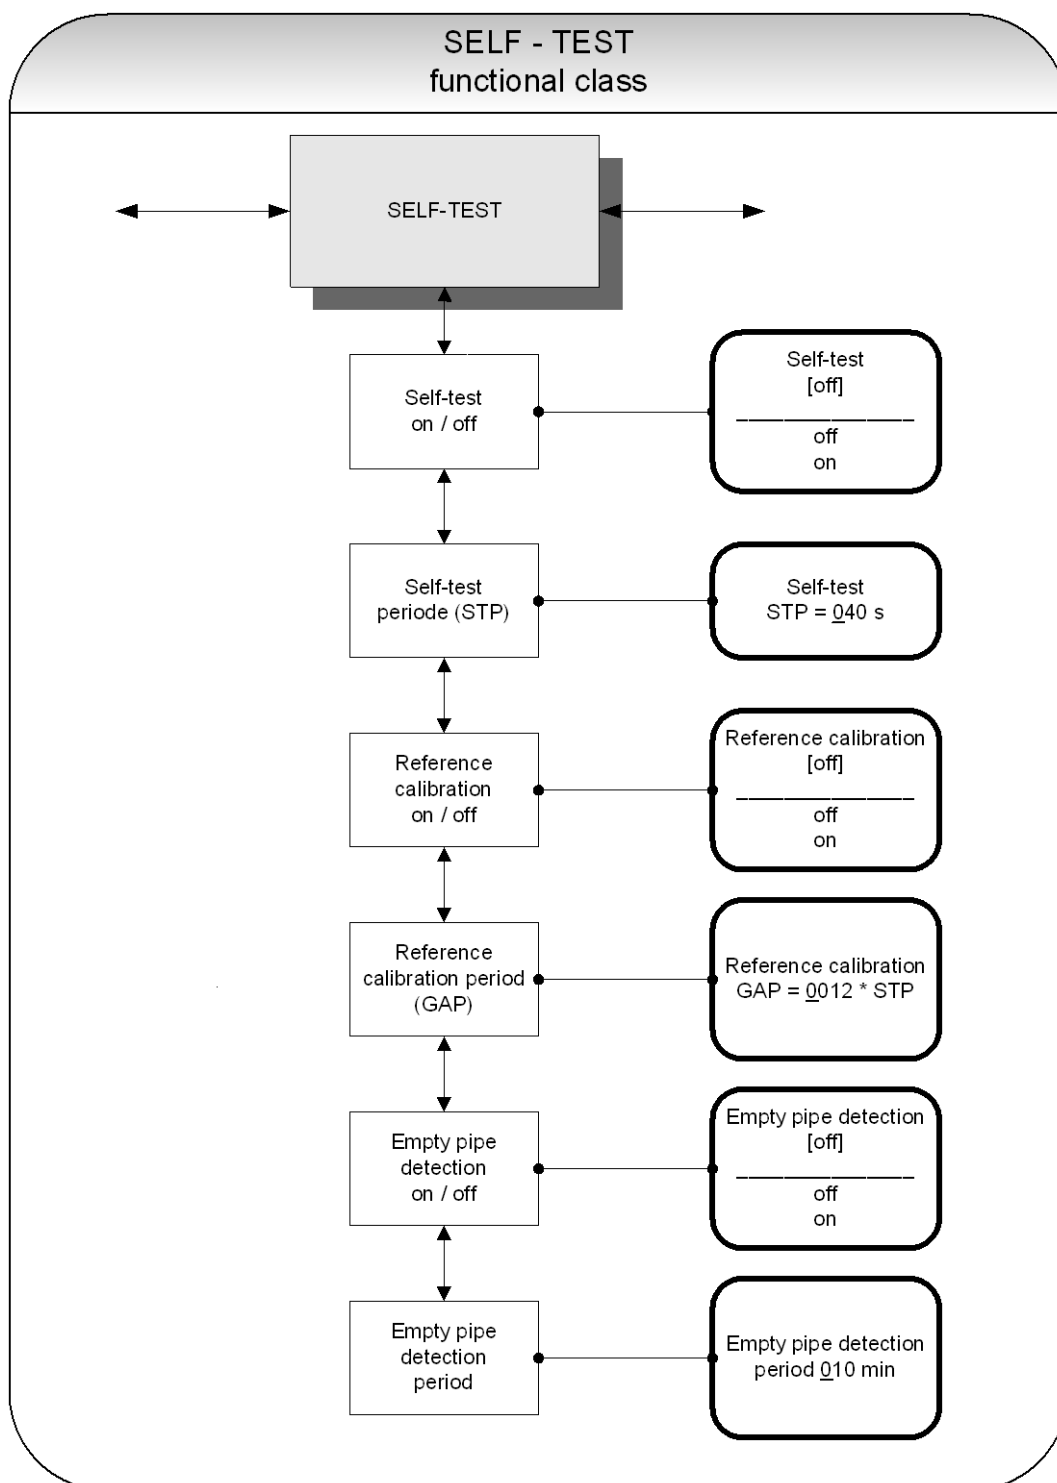 SELF - TEST
functional class
SELF-TEST
Self-test
on / off
Self-test
[off]
off
on
Self-test
periode (STP)
Self-test
STP = 040 s
Reference
calibration
on / off
Reference calibration
[off]
off
on
Reference
calibration period
(GAP)
Reference calibration
GAP = 0012 * STP
Empty pipe
detection
on / off
Empty pipe detection
[off]
off
on
Empty pipe
detection
period
Empty pipe detection
period 010 min